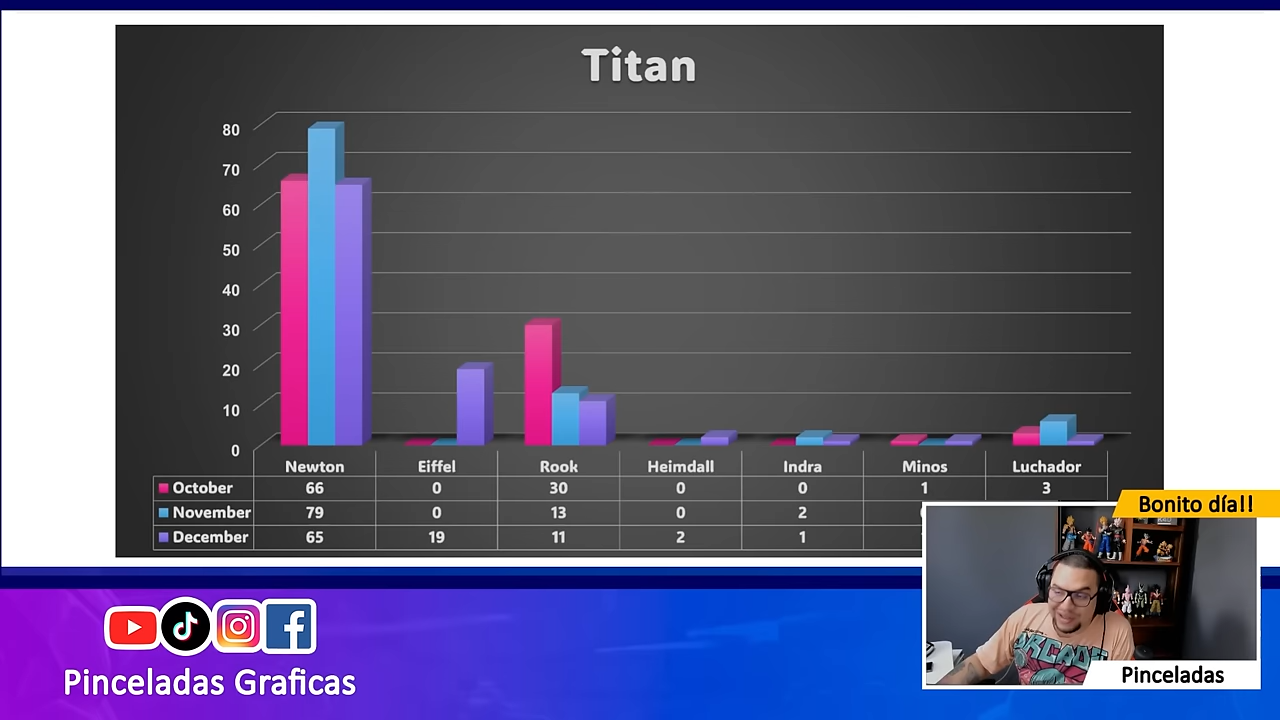 Titan
80
70
60
50
40
30
20
10
0
Newton Eiffel Rook Heimdall Indra Minos Luchador
October 66 0 30 0 0 1 3
November 79 0 13 0 2
December 65 19 11 2 1
Bonito día!!
ARCADE
Pinceladas
Pinceladas Graficas